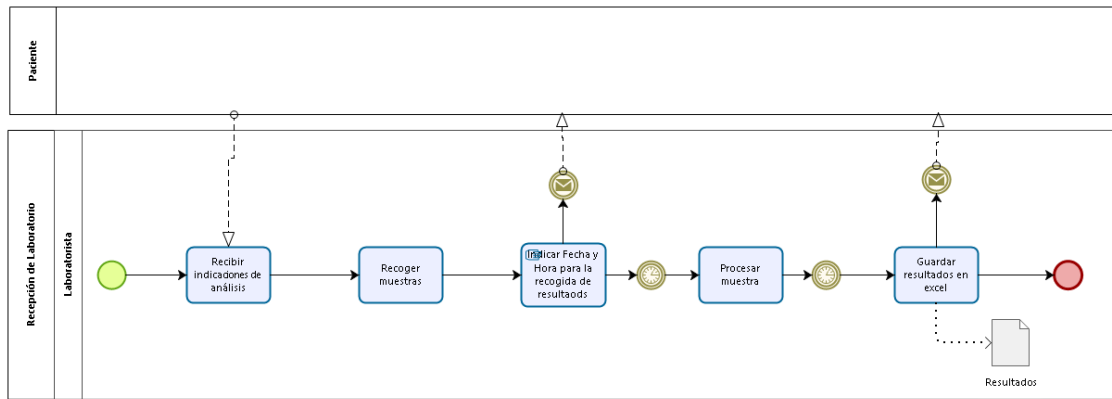 Paciente
Recepción de Laboratorio
Laboratorista
Recibir
indicaciones de
análisis
Recoger
muestras
Indicar Fecha y
Hora para la
recogida de
resultaods
Procesar
muestra
Guardar
resultados en
excel
Resultados